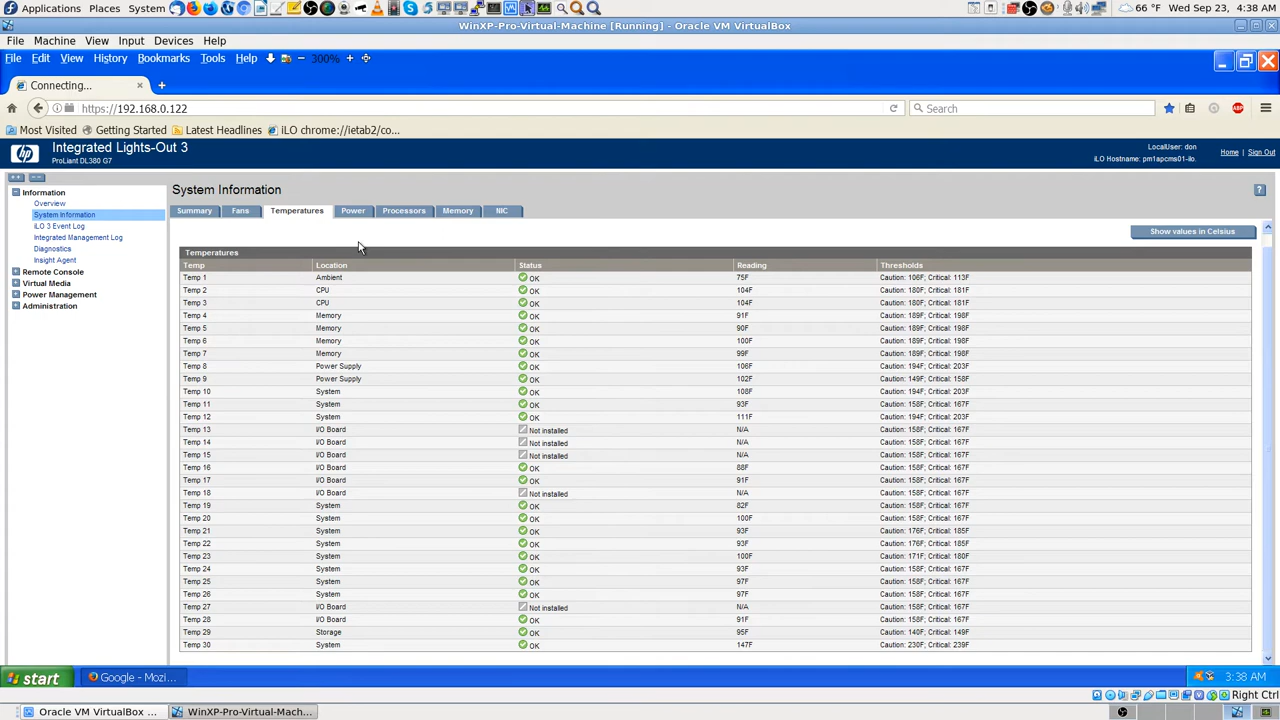 Applications Places System 66 °F Wed Sep 23, 4:38 AM
WinXP-Pro-Virtual-Machine [Running] - Oracle VM VirtualBox
File Machine View Input Devices Help
File Edit View History Bookmarks Tools Help 300%
Connecting...
https://192.168.0.122 Search
Most Visited Getting Started Latest Headlines iLO chrome://ietab2/co...
Integrated Lights-Out 3
ProLiant DL380 G7
LocalUser: don
iLO Hostname: pm1apcms01-ilo.
Home | Sign Out
Information
Overview
System Information
iLO 3 Event Log
Integrated Management Log
Diagnostics
Insight Agent
Remote Console
Virtual Media
Power Management
Administration
System Information
Summary Fans Temperatures Power Processors Memory NIC
Show values in Celsius
Temperatures
Temp Location Status Reading Thresholds
Temp 1 Ambient OK 75F Caution: 106F; Critical: 113F
Temp 2 CPU OK 104F Caution: 180F; Critical: 181F
Temp 3 CPU OK 104F Caution: 180F; Critical: 181F
Temp 4 Memory OK 91F Caution: 189F; Critical: 198F
Temp 5 Memory OK 90F Caution: 189F; Critical: 198F
Temp 6 Memory OK 100F Caution: 189F; Critical: 198F
Temp 7 Memory OK 99F Caution: 189F; Critical: 198F
Temp 8 Power Supply OK 106F Caution: 194F; Critical: 203F
Temp 9 Power Supply OK 102F Caution: 149F; Critical: 158F
Temp 10 System OK 108F Caution: 194F; Critical: 203F
Temp 11 System OK 93F Caution: 158F; Critical: 167F
Temp 12 System OK 111F Caution: 194F; Critical: 203F
Temp 13 I/O Board Not installed N/A Caution: 158F; Critical: 167F
Temp 14 I/O Board Not installed N/A Caution: 158F; Critical: 167F
Temp 15 I/O Board Not installed N/A Caution: 158F; Critical: 167F
Temp 16 I/O Board OK 88F Caution: 158F; Critical: 167F
Temp 17 I/O Board OK 91F Caution: 158F; Critical: 167F
Temp 18 I/O Board Not installed N/A Caution: 158F; Critical: 167F
Temp 19 System OK 82F Caution: 158F; Critical: 167F
Temp 20 System OK 100F Caution: 158F; Critical: 167F
Temp 21 System OK 93F Caution: 176F; Critical: 185F
Temp 22 System OK 93F Caution: 176F; Critical: 185F
Temp 23 System OK 100F Caution: 171F; Critical: 180F
Temp 24 System OK 93F Caution: 158F; Critical: 167F
Temp 25 System OK 97F Caution: 158F; Critical: 167F
Temp 26 System OK 97F Caution: 158F; Critical: 167F
Temp 27 I/O Board Not installed N/A Caution: 158F; Critical: 167F
Temp 28 I/O Board OK 91F Caution: 158F; Critical: 167F
Temp 29 Storage OK 95F Caution: 140F; Critical: 149F
Temp 30 System OK 147F Caution: 230F; Critical: 239F
start Google - Mozi... 3:38 AM
Right Ctrl
Oracle VM VirtualBox ... WinXP-Pro-Virtual-Mach...